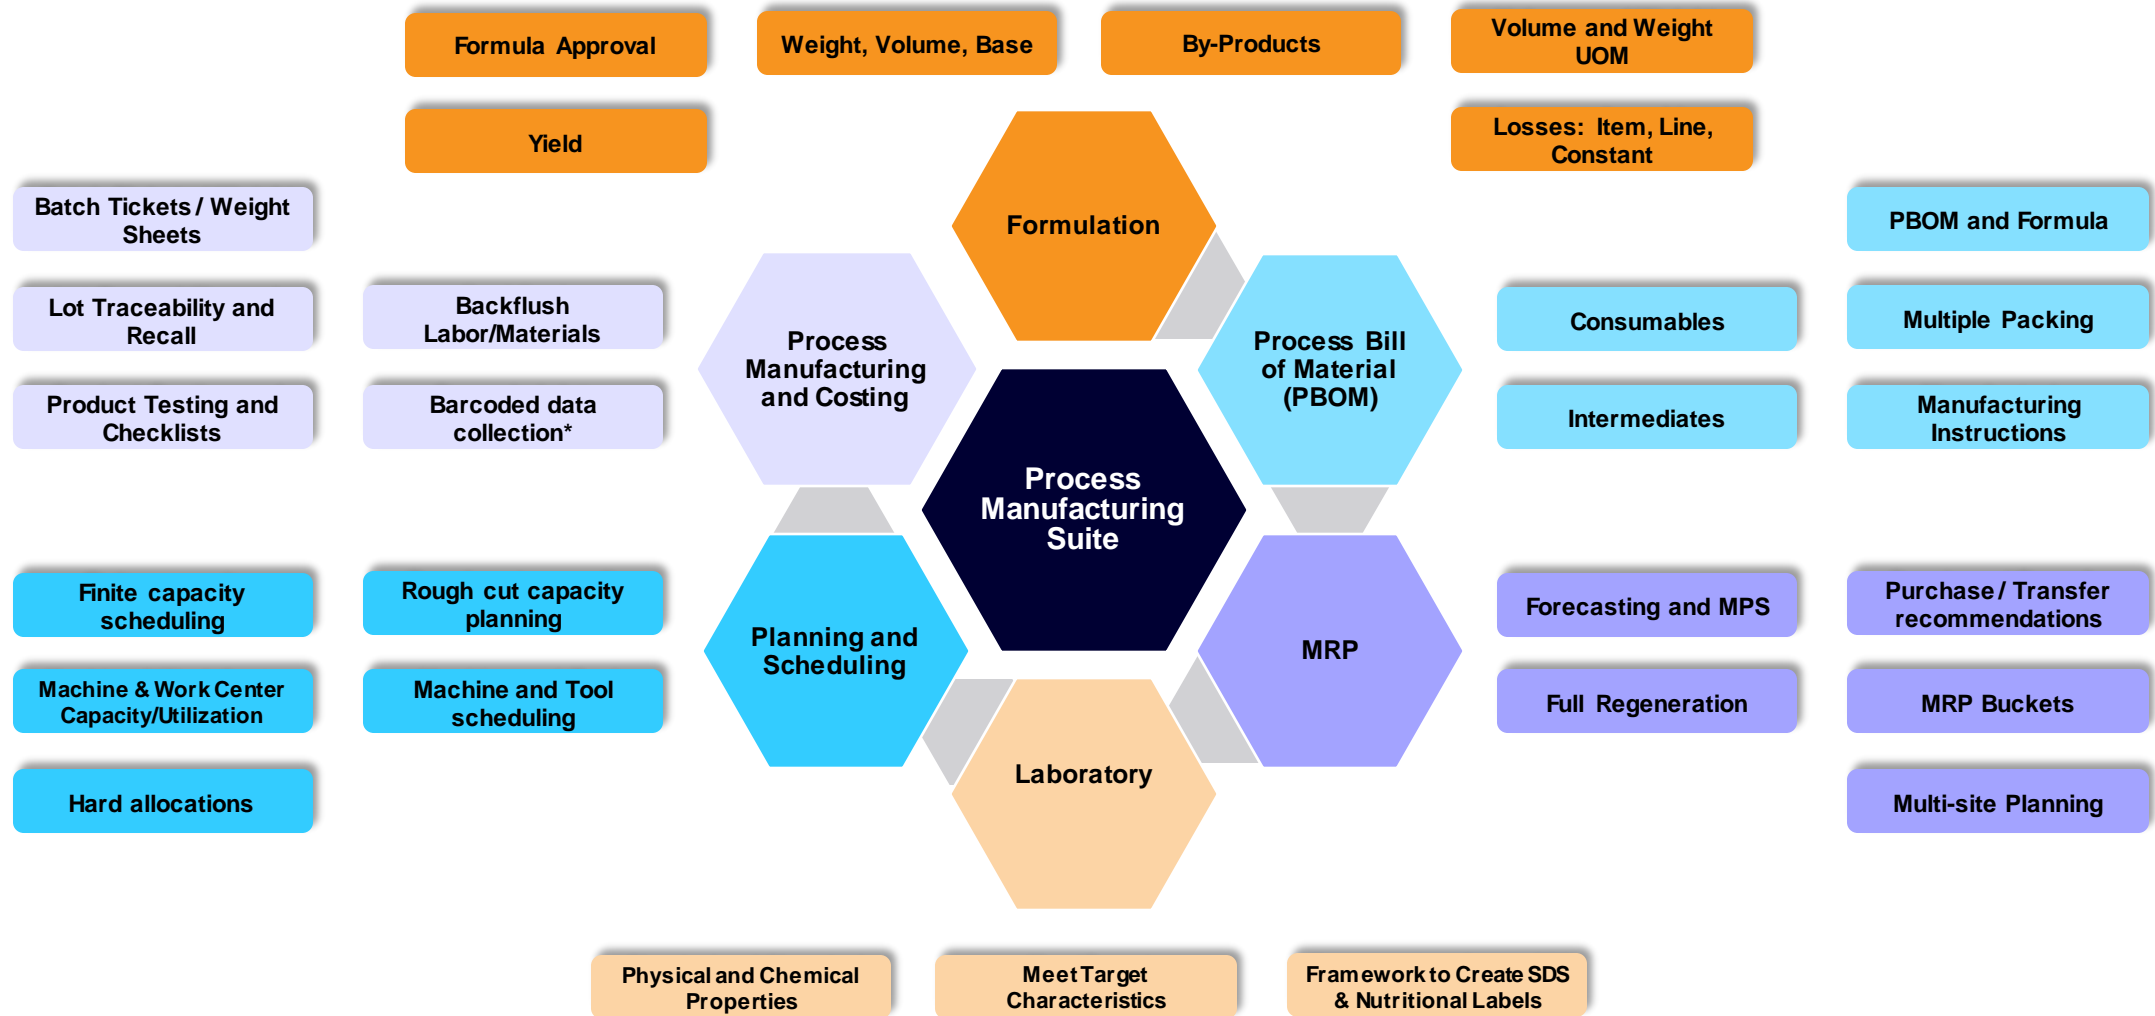 Formula Approval
Weight, Volume, Base
By-Products
Volume and Weight
UOM
Yield
Losses: Item, Line,
Constant
Formulation
Batch Tickets / Weight
Sheets
Lot Traceability and
Recall
Backflush
Labor/Materials
Product Testing and
Checklists
Barcoded data
collection*
Process
Manufacturing
and Costing
Process Bill
of Material
(PBOM)
PBOM and Formula
Consumables
Multiple Packing
Intermediates
Manufacturing
Instructions
Process
Manufacturing
Suite
Finite capacity
scheduling
Rough cut capacity
planning
Machine & Work Center
Capacity/Utilization
Machine and Tool
scheduling
Hard allocations
Planning and
Scheduling
MRP
Forecasting and MPS
Purchase / Transfer
recommendations
Full Regeneration
MRP Buckets
Multi-site Planning
Laboratory
Physical and Chemical
Properties
Meet Target
Characteristics
Framework to Create SDS
& Nutritional Labels